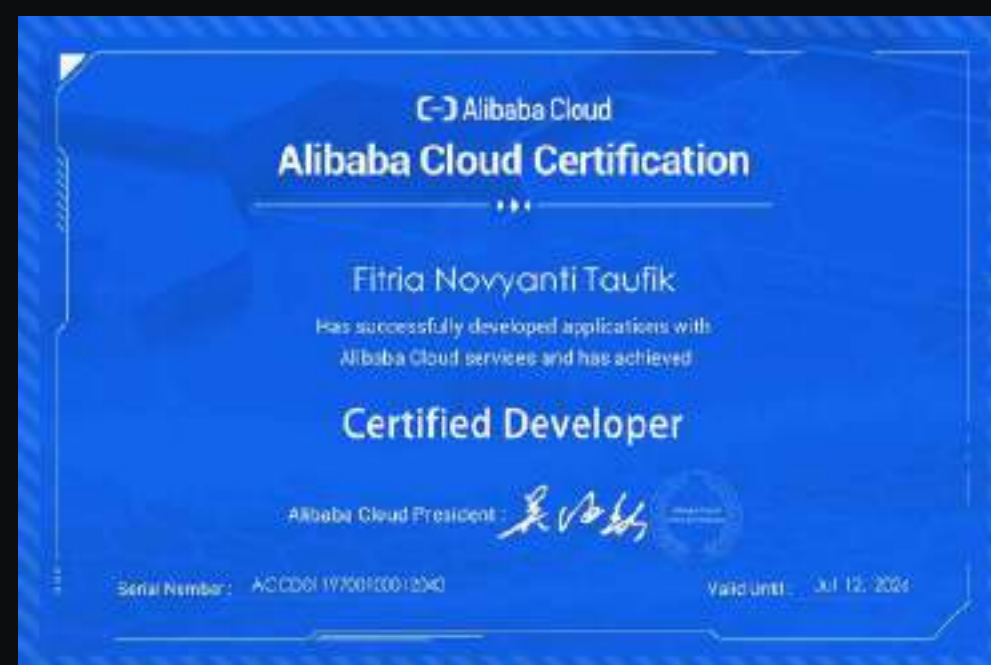 Alibaba Cloud
Alibaba Cloud Certification
Fitria Novyanti Taufik
Has successfully developed applications with
Alibaba Cloud services and has achieved
Certified Developer
Alibaba Cloud President :
Serial Number :
Valid until : Jul 12,